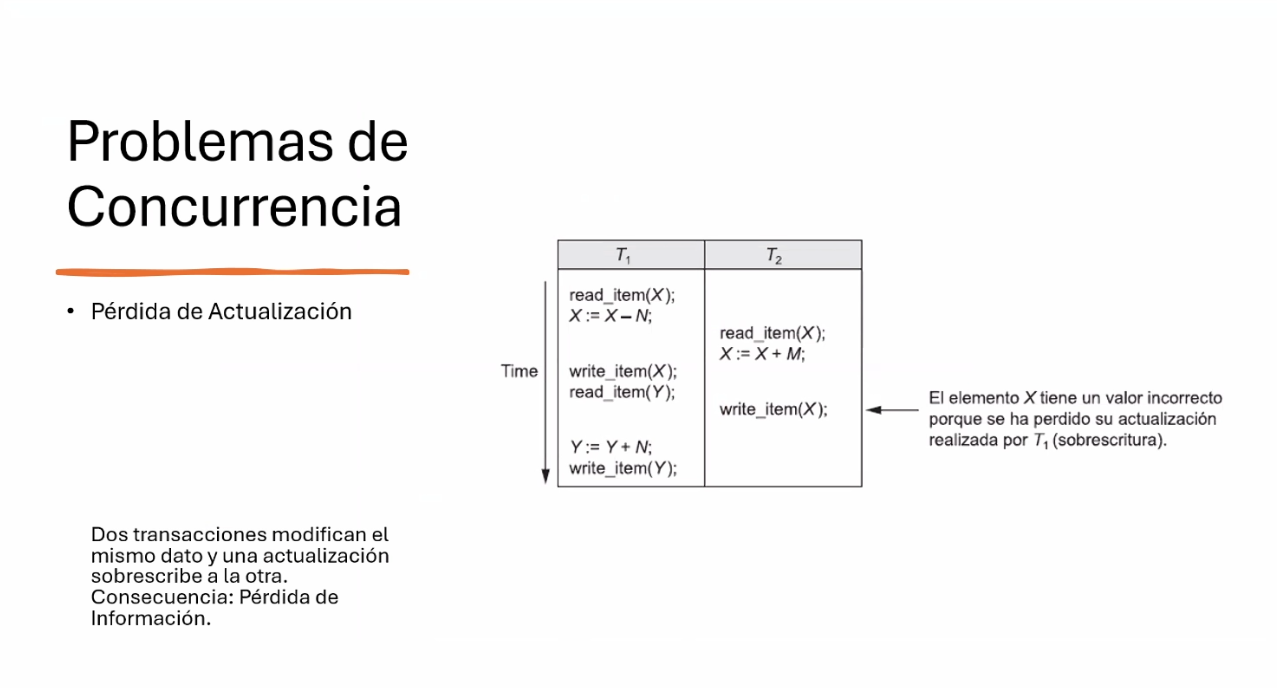 Problemas de
Concurrencia
• Pérdida de Actualización
Dos transacciones modifican el
mismo dato y una actualización
sobrescribe a la otra.
Consecuencia: Pérdida de
Información.
T1
T2
Time
read_item(X);
X := X – N;
read_item(X);
X := X + M;
write_item(X);
read_item(Y);
write_item(X);
Y := Y + N;
write_item(Y);
El elemento X tiene un valor incorrecto
porque se ha perdido su actualización
realizada por T1 (sobrescritura).